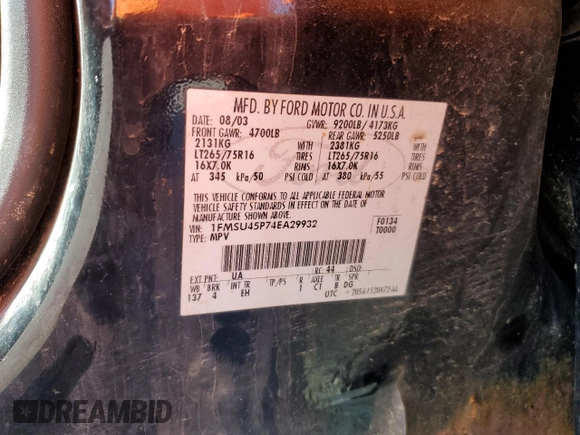 MFD. BY FORD MOTOR CO. IN U.S.A.
DATE: 08/03 GVWR: 9200LB/ 4173KG
FRONT GAWR: 4700LB REAR GAWR: 5250LB
2131KG WITH 2381KG WITH
LT265/75R16 TIRES LT265/75R16 TIRES
16X7.0K RIMS 16X7.0K RIMS
AT 345 kPa/50 PSI COLD AT 380 kPa/55 PSI COLD
THIS VEHICLE CONFORMS TO ALL APPLICABLE FEDERAL MOTOR
VEHICLE SAFETY STANDARDS IN EFFECT ON THE DATE OF
MANUFACTURE SHOWN ABOVE.
VIN: 1FMSU45P74EA29932 F0134
TYPE: MPV T0000
EXT PNT: UA RC: 44 DSO:
WB BRK INT TR TP/PS R AXLE TR SPR
137 4 EH 1 C1 B DG
UTC
DREAMBID